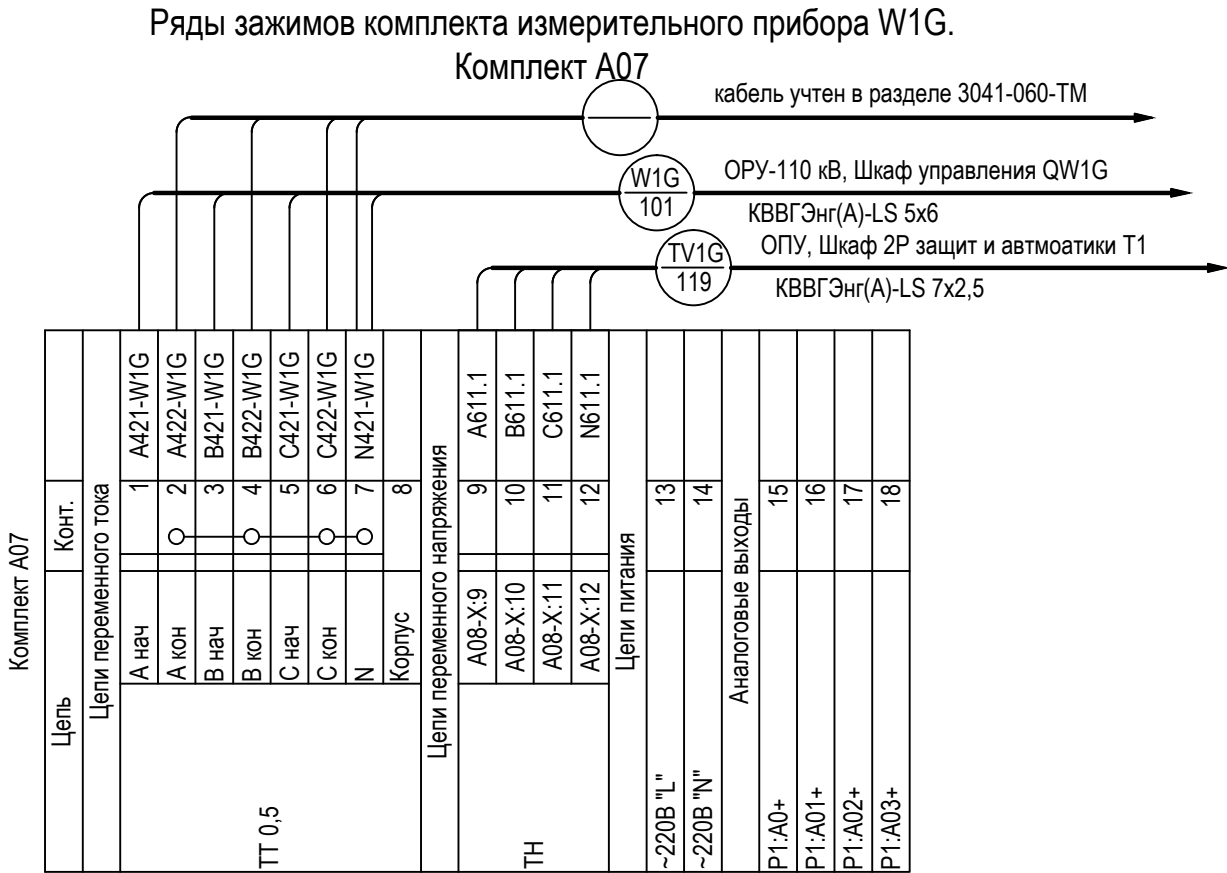 Ряды зажимов комплекта измерительного прибора W1G.
Комплект А07
кабель учтен в разделе 3041-060-ТМ
W1G
101
ОРУ-110 кВ, Шкаф управления QW1G
КВВГЭнг(А)-LS 5х6
TV1G
119
ОПУ, Шкаф 2Р защит и автмоатики Т1
КВВГЭнг(А)-LS 7х2,5
Комплект А07
Цепь
Конт.
Цепи переменного тока
ТТ 0,5
А нач
1
A421-W1G
А кон
2
A422-W1G
В нач
3
B421-W1G
В кон
4
B422-W1G
С нач
5
C421-W1G
С кон
6
C422-W1G
N
7
N421-W1G
Корпус
8
Цепи переменного напряжения
ТН
A08-X:9
9
A611.1
A08-X:10
10
B611.1
A08-X:11
11
C611.1
A08-X:12
12
N611.1
Цепи питания
~220В "L"
13
~220В "N"
14
Аналоговые выходы
P1:A0+
15
P1:A01+
16
P1:A02+
17
P1:A03+
18